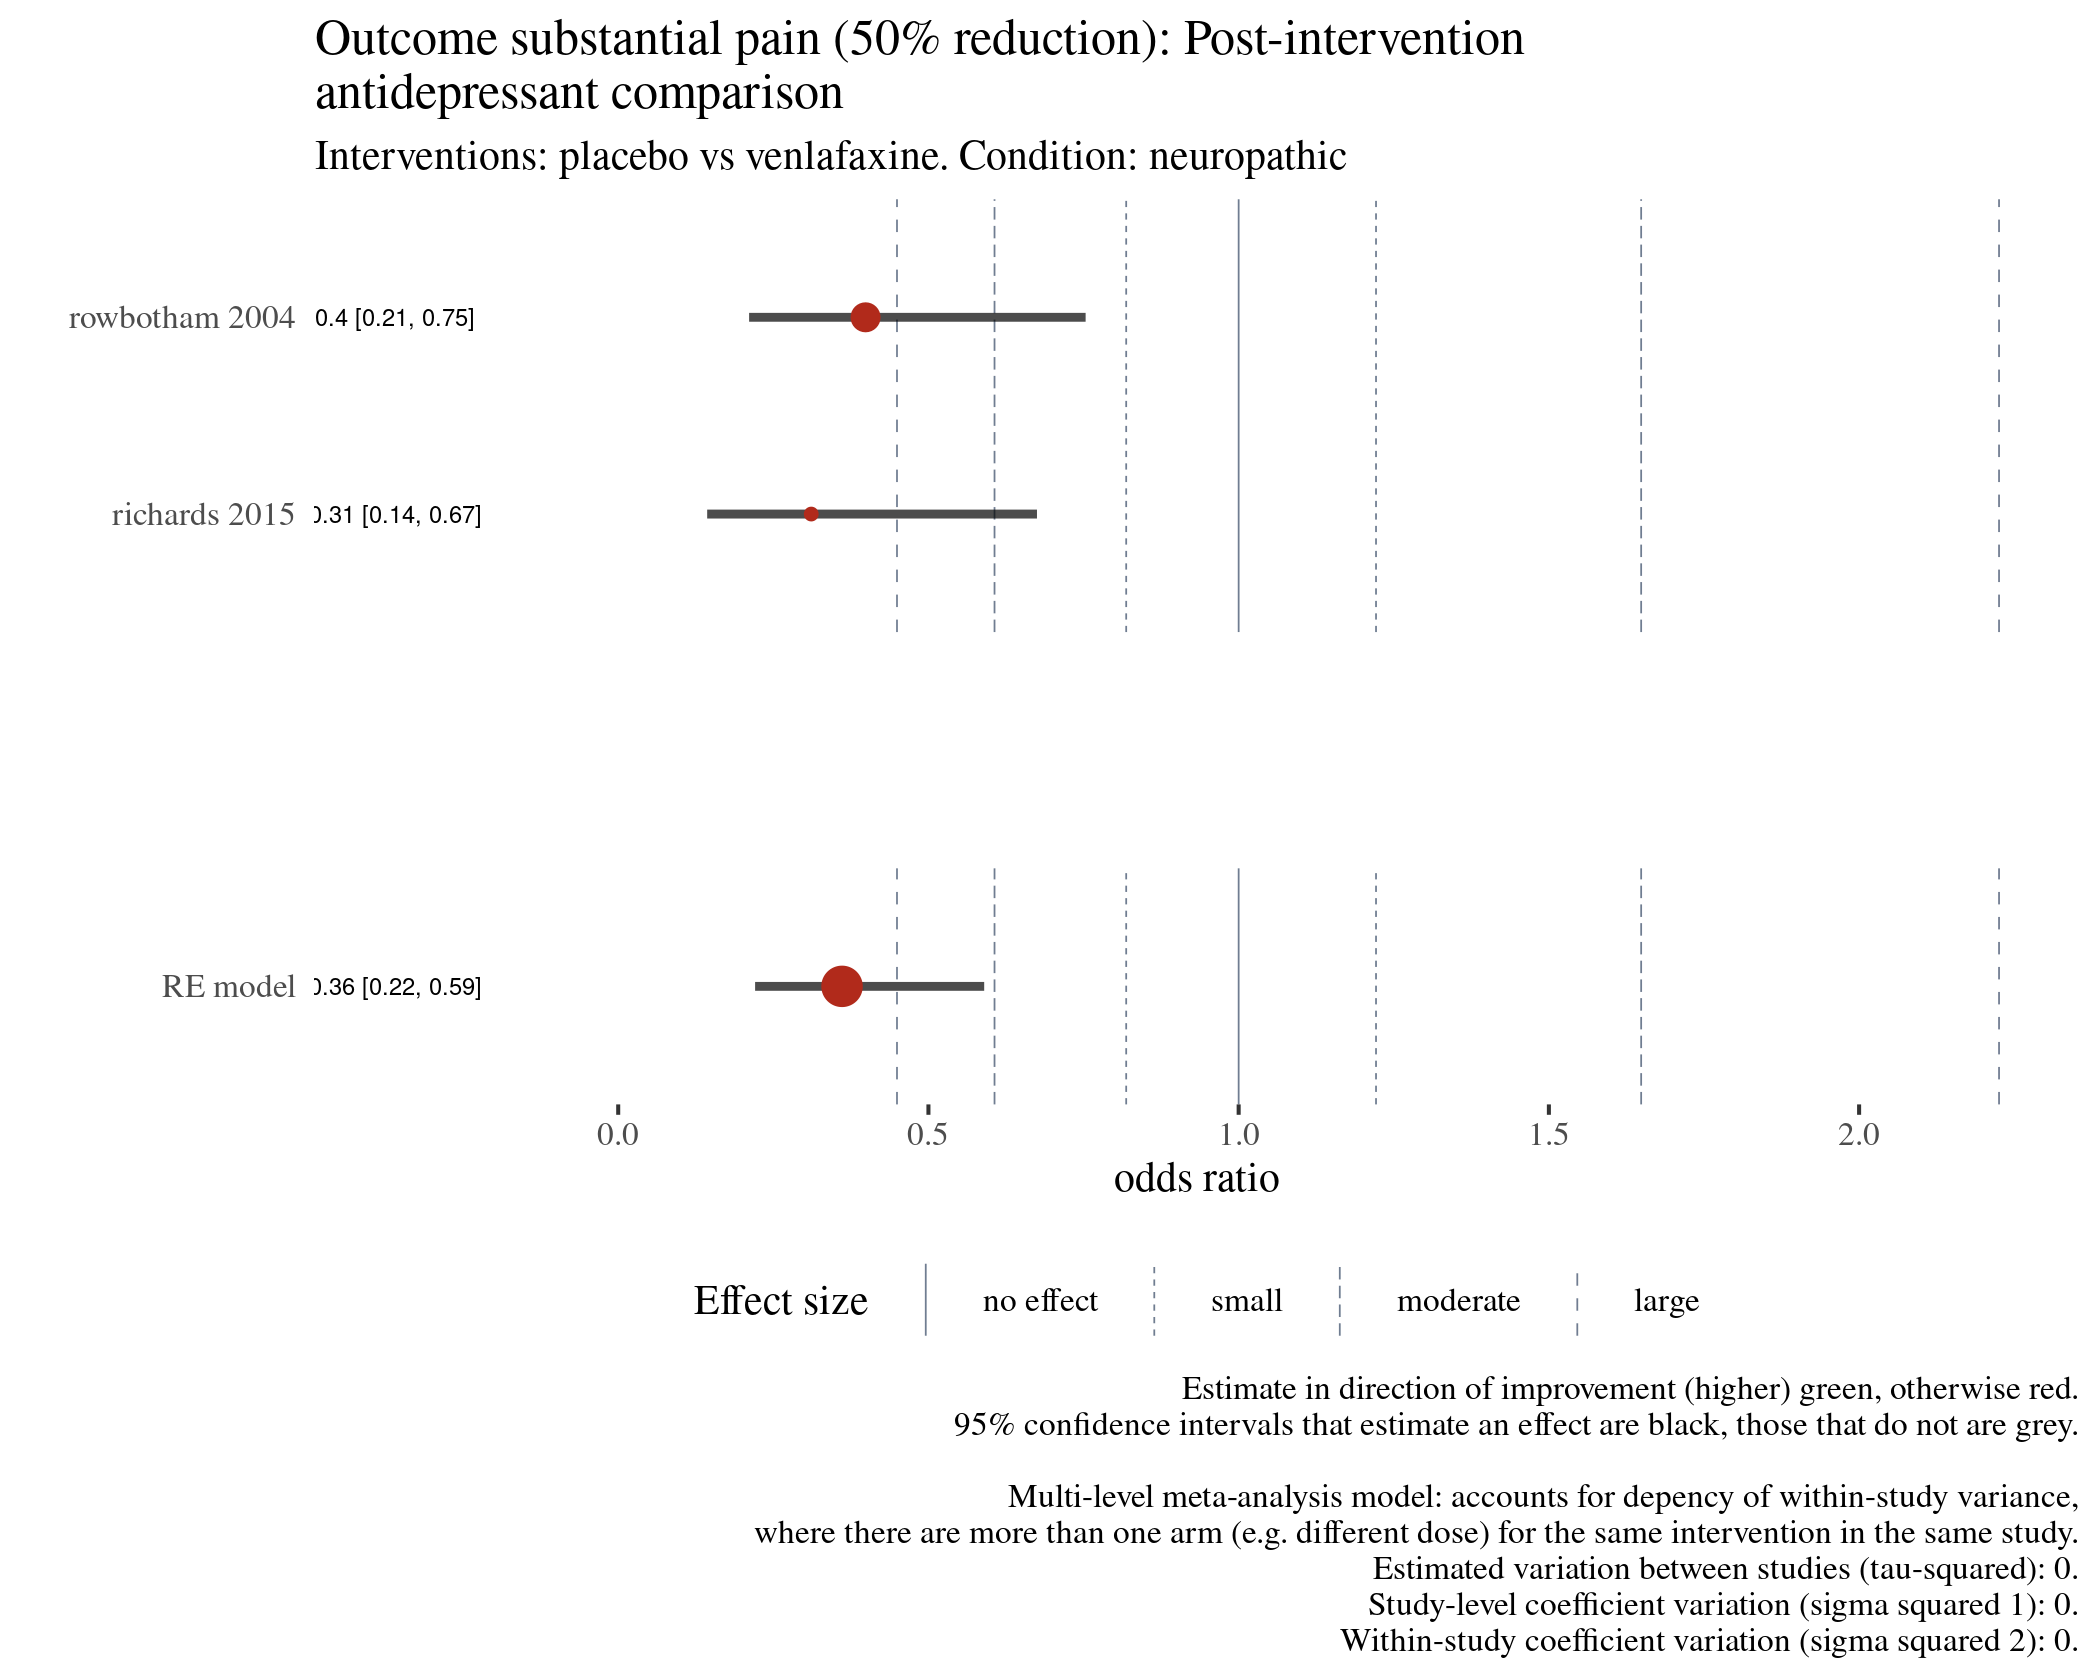 Outcome substantial pain (50% reduction): Post-intervention
antidepressant comparison
Interventions: placebo vs venlafaxine. Condition: neuropathic
rowbotham 2004 0.4 [0.21, 0.75]
richards 2015 0.31 [0.14, 0.67]
RE model 0.36 [0.22, 0.59]
0.0 0.5 1.0 1.5 2.0
odds ratio
Effect size no effect small moderate large
Estimate in direction of improvement (higher) green, otherwise red.
95% confidence intervals that estimate an effect are black, those that do not are grey.
Multi-level meta-analysis model: accounts for depency of within-study variance,
where there are more than one arm (e.g. different dose) for the same intervention in the same study.
Estimated variation between studies (tau-squared): 0.
Study-level coefficient variation (sigma squared 1): 0.
Within-study coefficient variation (sigma squared 2): 0.